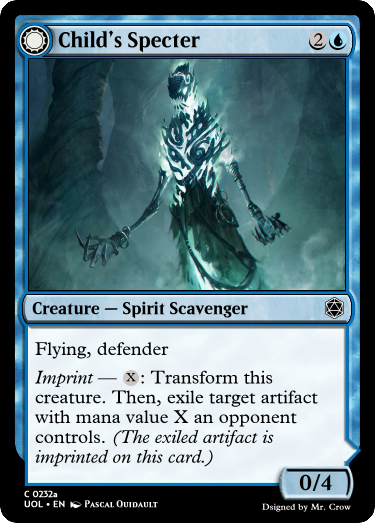 Child's Specter 2
Creature — Spirit Scavenger
Flying, defender
Imprint — X: Transform this
creature. Then, exile target artifact
with mana value X an opponent
controls. (The exiled artifact is
imprinted on this card.)
0/4
C 0232a
UOL • EN Pascal Ouidault
Dsigned by Mr. Crow